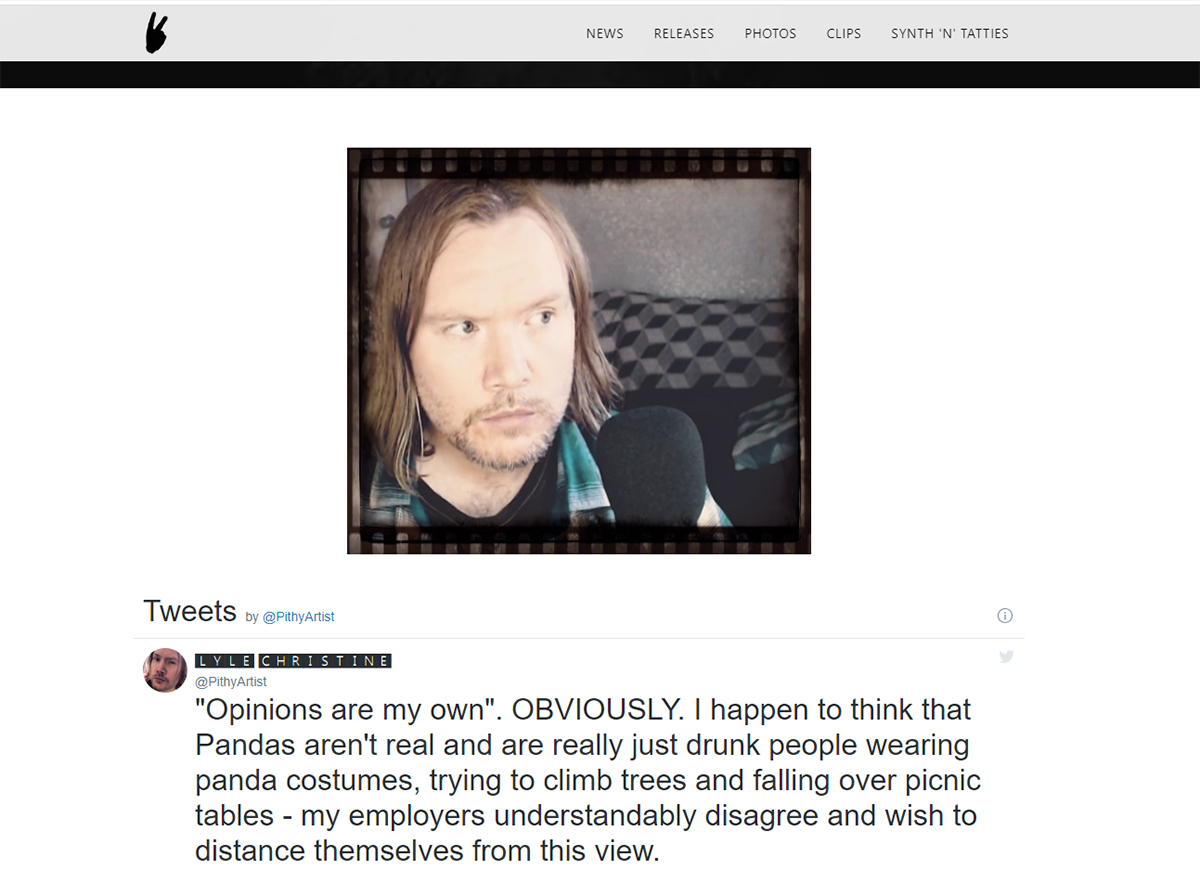 NEWS RELEASES PHOTOS CLIPS SYNTH 'N' TATTIES
Tweets by @PithyArtist
LYLE CHRISTINE
@PithyArtist
"Opinions are my own". OBVIOUSLY. I happen to think that
Pandas aren't real and are really just drunk people wearing
panda costumes, trying to climb trees and falling over picnic
tables - my employers understandably disagree and wish to
distance themselves from this view.